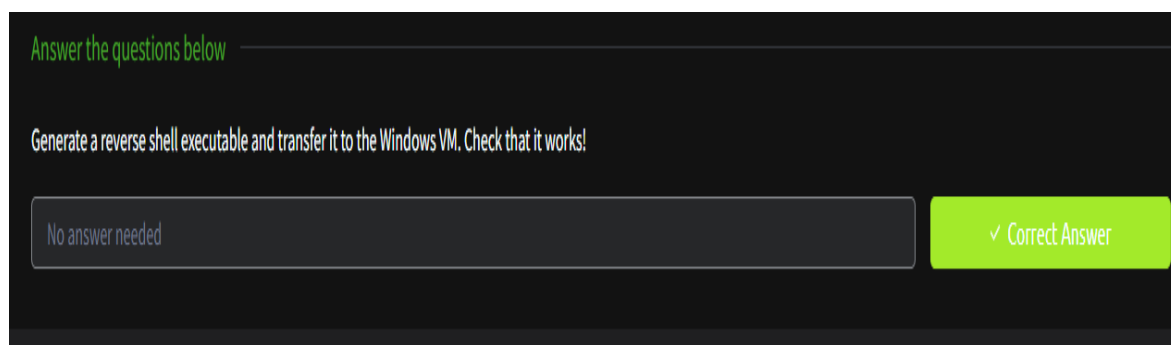 Answer the questions below
Generate a reverse shell executable and transfer it to the Windows VM. Check that it works!
No answer needed
✓ Correct Answer